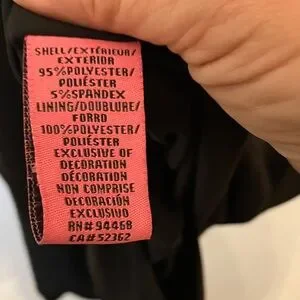 SHELL/EXTÉRIEUR/
EXTERIOR
95%POLYESTER/
POLIÉSTER
5%SPANDEX
LINING/DOUBLURE/
FORRO
100%POLYESTER/
POLIÉSTER
EXCLUSIVE OF
DECORATION
DÉCORATION
NON COMPRISE
DECORACIÓN
EXCLUSIVO
RN#94468
CA#52362